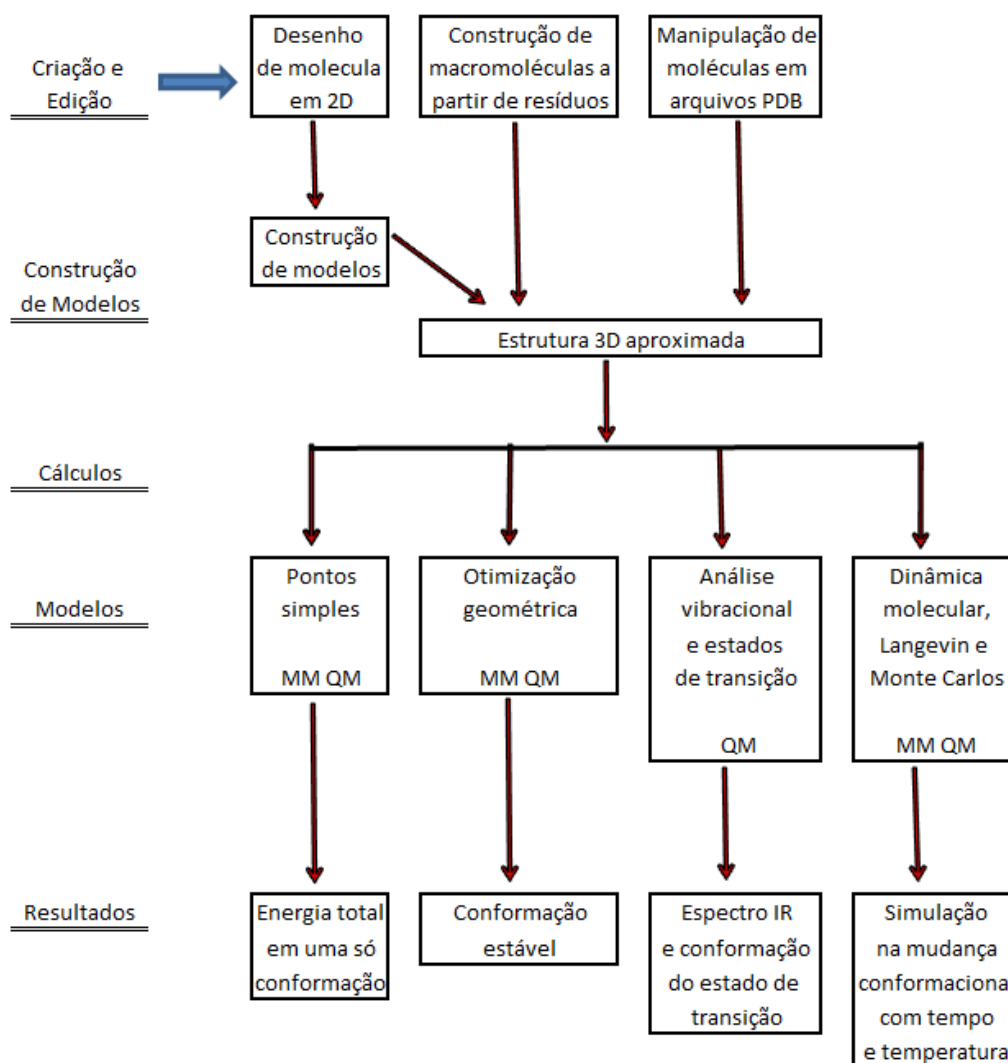 Criação e
Edição
Desenho
de molecula
em 2D
Construção de
macromoléculas a
partir de resíduos
Manipulação de
moléculas em
arquivos PDB
Construção
de Modelos
Construção
de modelos
Estrutura 3D aproximada
Cálculos
Modelos
Pontos
simples
MM QM
Otimização
geométrica
MM QM
Análise
vibracional
e estados
de transição
QM
Dinâmica
molecular,
Langevin e
Monte Carlos
MM QM
Resultados
Energia total
em uma só
conformação
Conformação
estável
Espectro IR
e conformação
do estado de
transição
Simulação
na mudança
conformaciona
com tempo
e temperatura